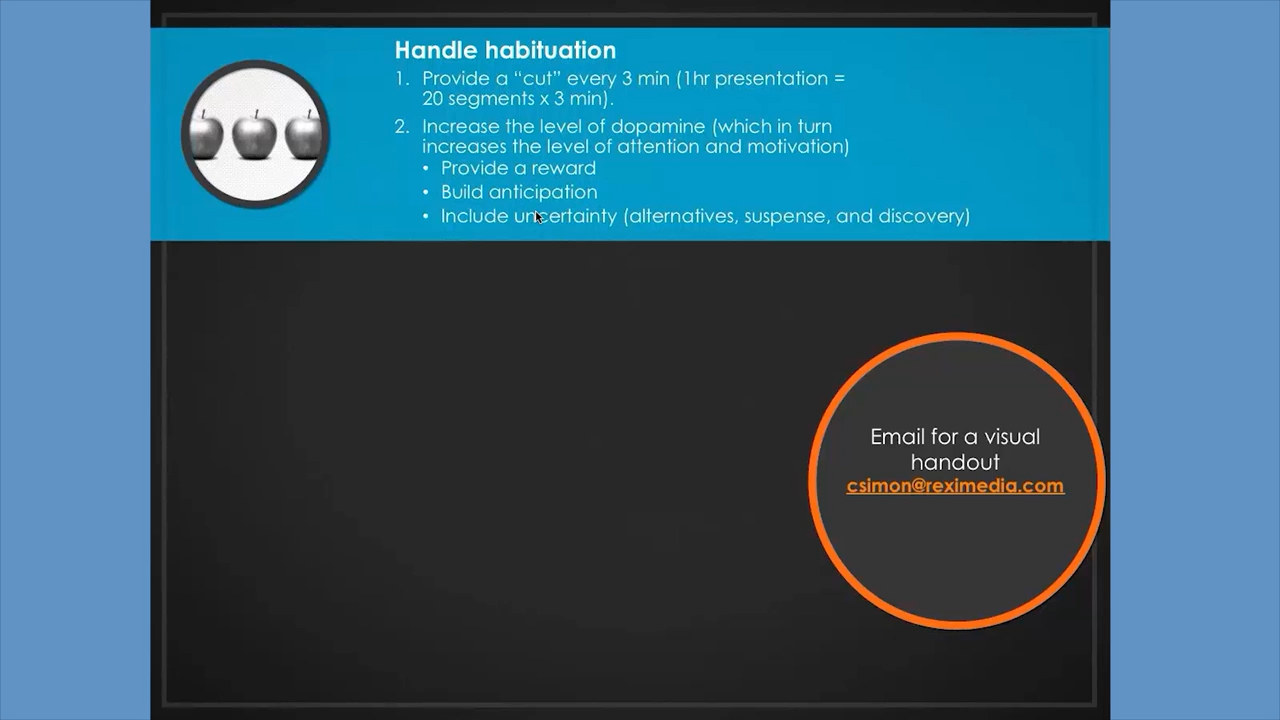 Handle habituation
1. Provide a “cut” every 3 min (1hr presentation =
20 segments x 3 min).
2. Increase the level of dopamine (which in turn
increases the level of attention and motivation)
• Provide a reward
• Build anticipation
• Include uncertainty (alternatives, suspense, and discovery)
Email for a visual
handout
csimon@reximedia.com